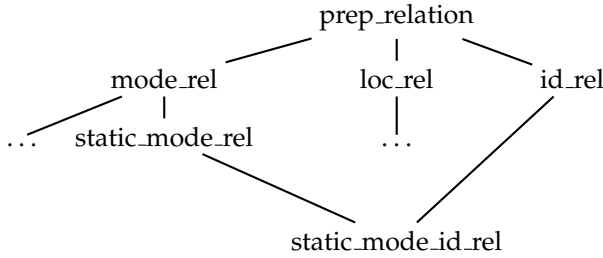 prep_relation
mode_rel loc_rel id_rel
... static_mode_rel ...
static_mode_id_rel